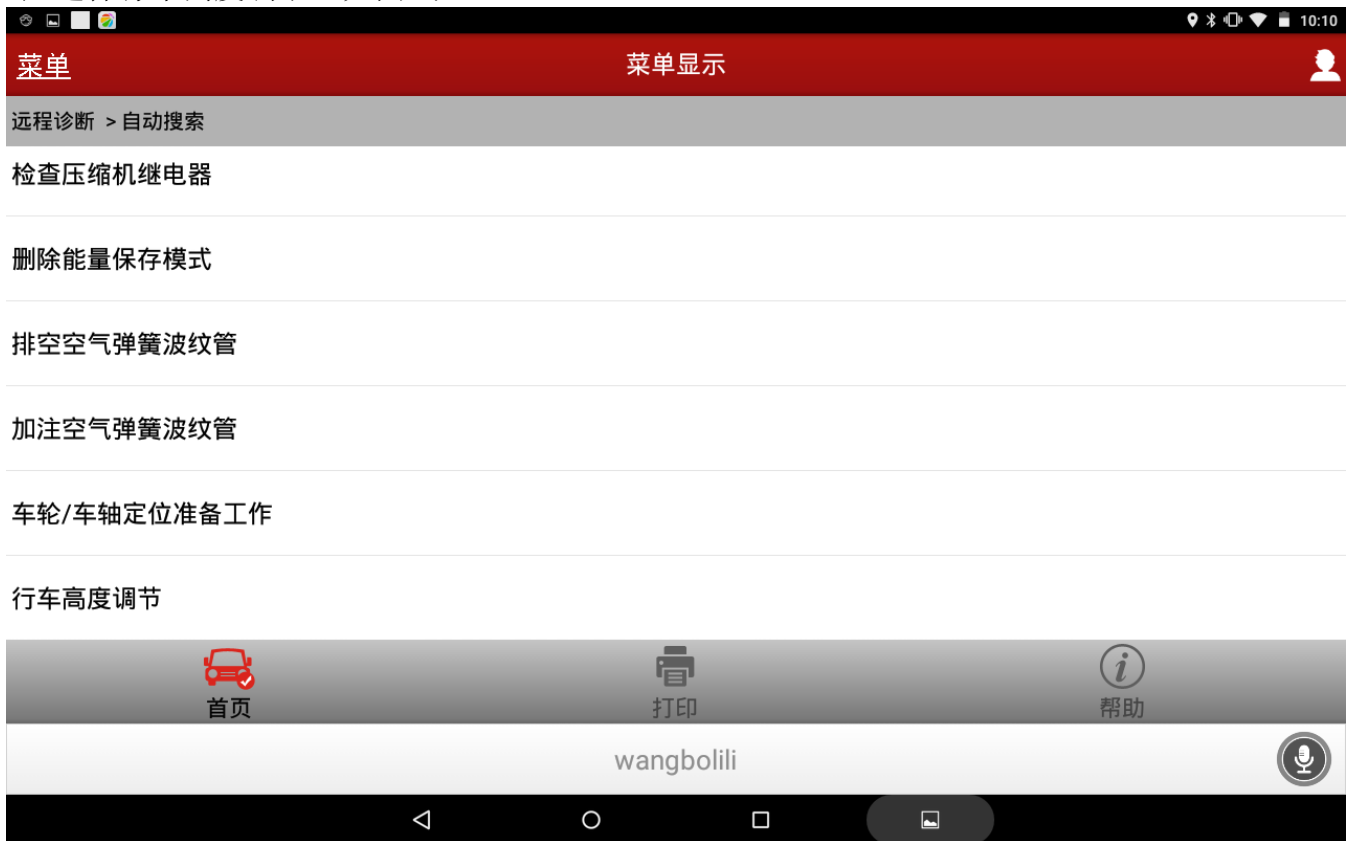 10:10
菜单
菜单显示
远程诊断 >自动搜索
检查压缩机继电器
删除能量保存模式
排空空气弹簧波纹管
加注空气弹簧波纹管
车轮/车轴定位准备工作
行车高度调节
首页
打印
帮助
wangbolili